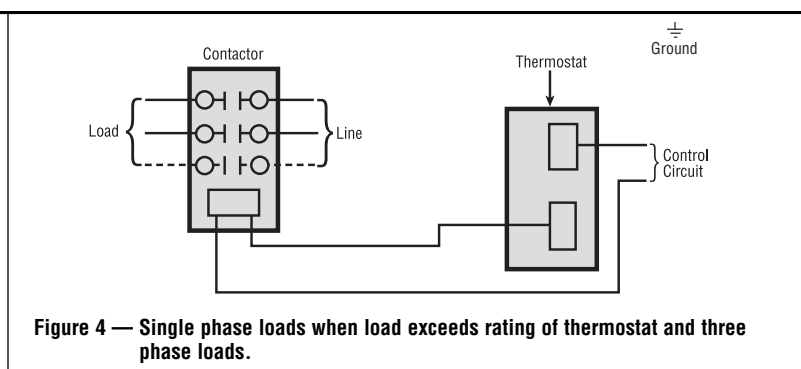 Ground
Contactor
Thermostat
Load
Line
Control
Circuit
Figure 4 — Single phase loads when load exceeds rating of thermostat and three
phase loads.